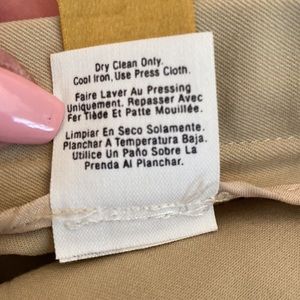 Dry Clean Only.
Cool Iron, Use Press Cloth.
Faire Laver Au Pressing
Uniquement. Repasser Avec
Fer Tiède Et Patte Mouillée.
Limpiar En Seco Solamente.
Planchar A Temperatura Baja.
Utilice Un Paño Sobre La
Prenda Al Planchar.